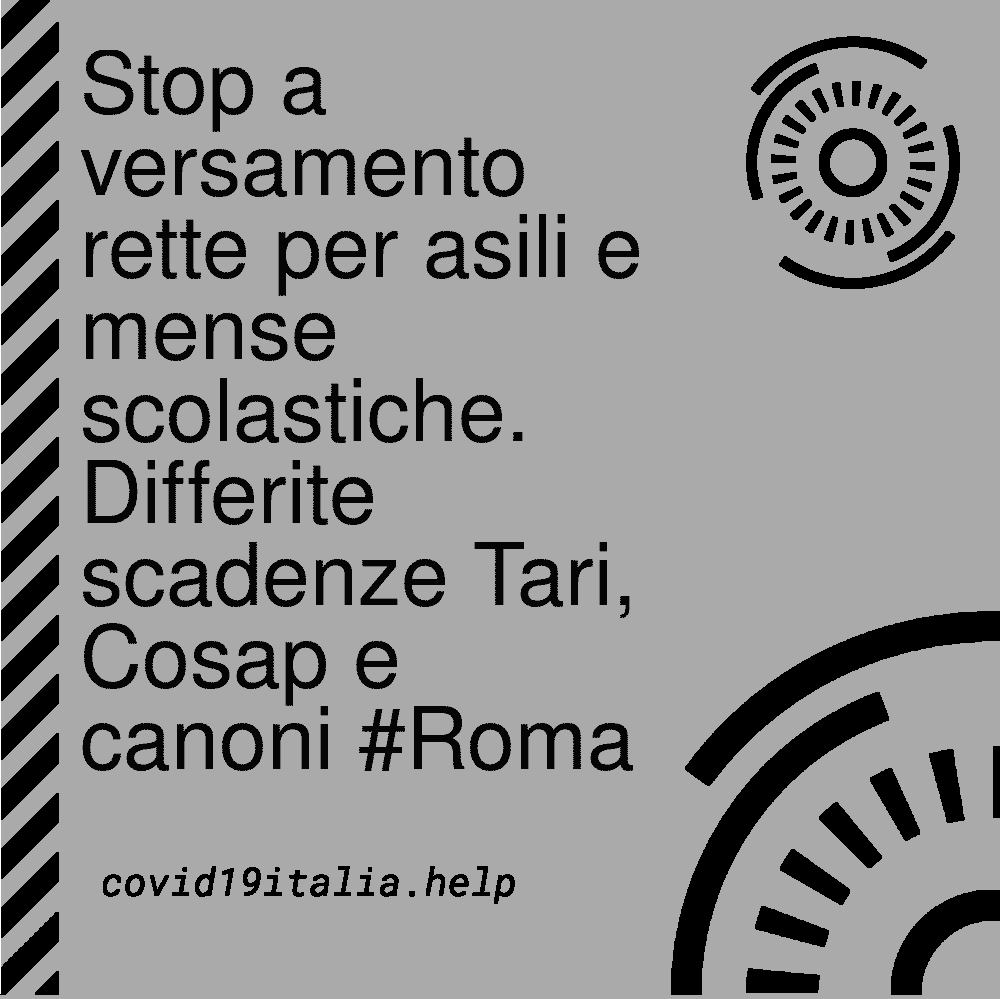 Stop a
versamento
rette per asili e
mense
scolastiche.
Differite
scadenze Tari,
Cosap e
canoni #Roma
covid19italia.help